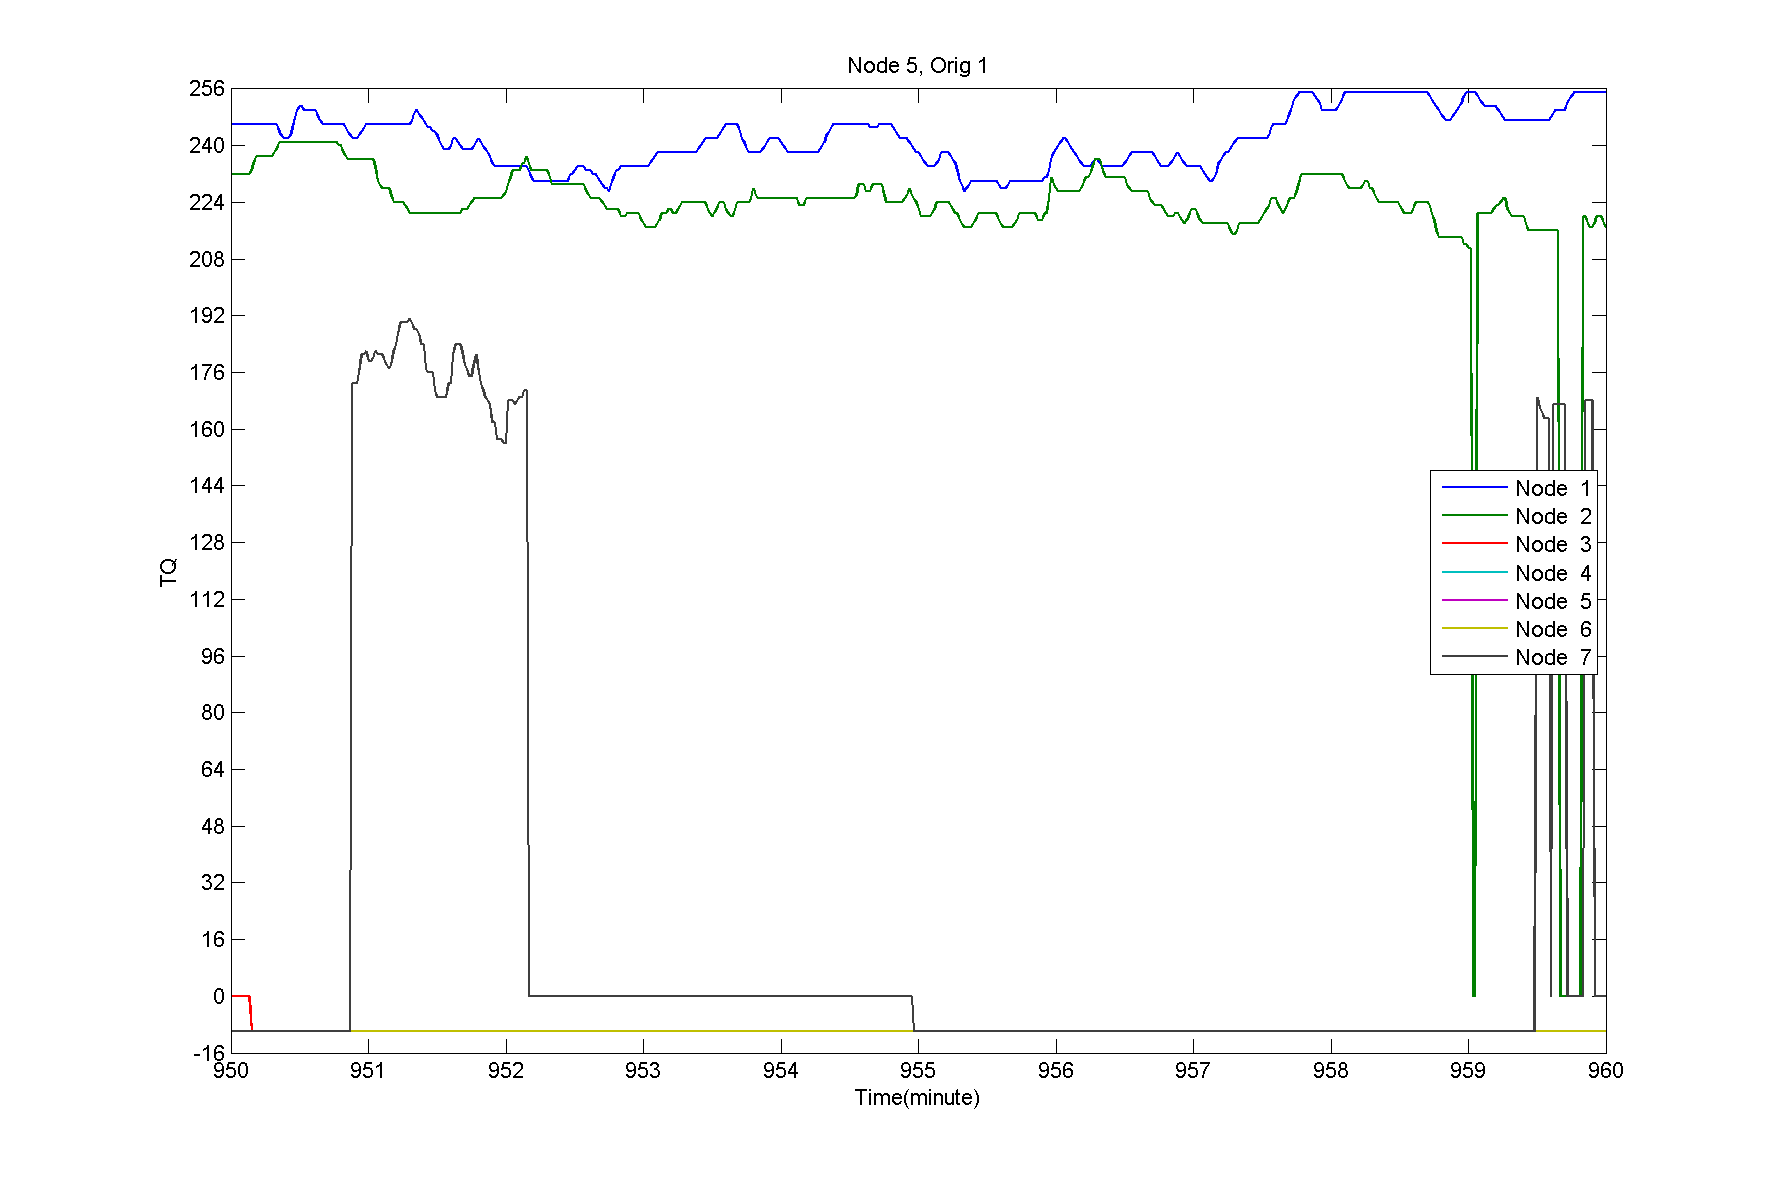 Node 5, Orig 1
256
240
224
208
192
176
160
144
128
112
96
80
64
48
32
16
0
-16
TQ
Node 1
Node 2
Node 3
Node 4
Node 5
Node 6
Node 7
950 951 952 953 954 955 956 957 958 959 960
Time(minute)